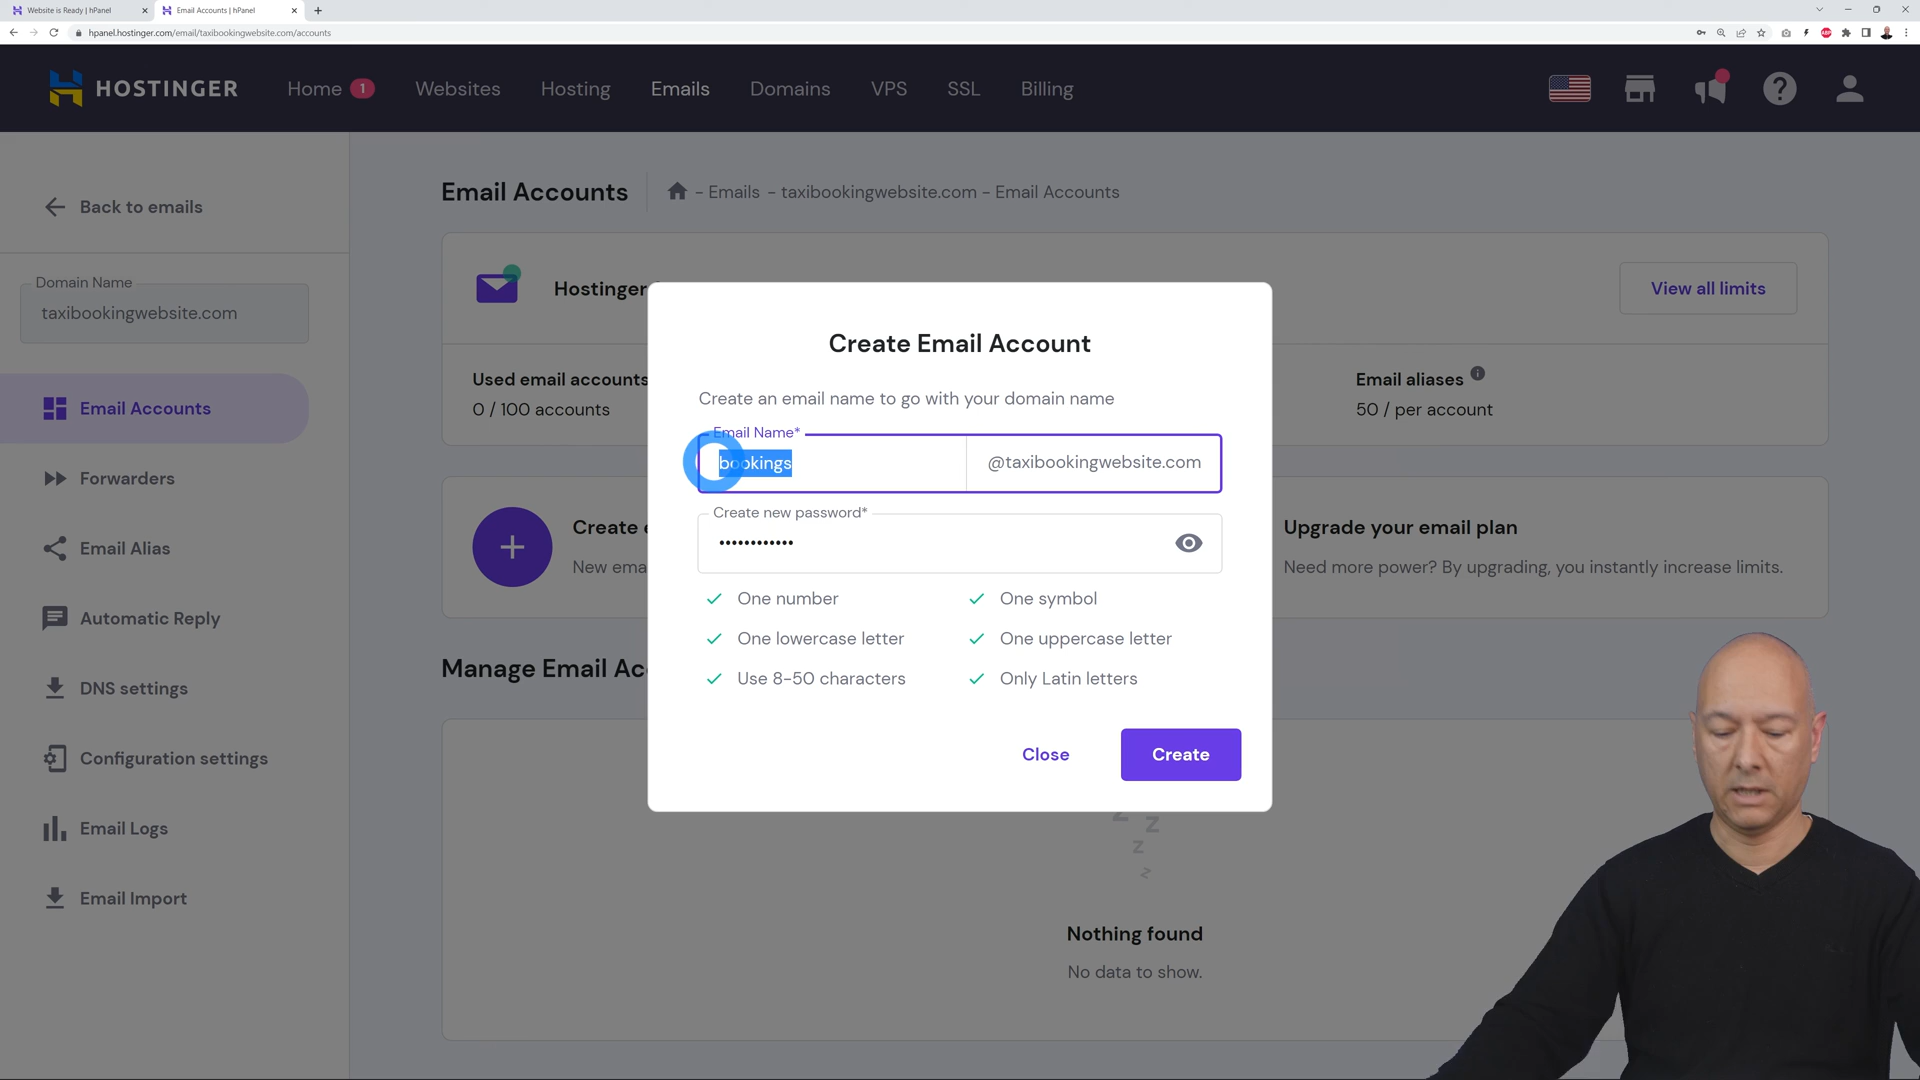 Website is Ready | hPanel
Email Accounts | hPanel
hpanel.hostinger.com/email/taxibookingwebsite.com/accounts
ABP
HOSTINGER
Home 1
Websites
Hosting
Emails
Domains
VPS
SSL
Billing
?
Back to emails
Domain Name
taxibookingwebsite.com
Email Accounts
Forwarders
Email Alias
Automatic Reply
DNS settings
Configuration settings
Email Logs
Email Import
Email Accounts
- Emails - taxibookingwebsite.com - Email Accounts
Hostinger
View all limits
Used email accounts
0 / 100 accounts
Email aliases i
50 / per account
Create e
New ema
Upgrade your email plan
Need more power? By upgrading, you instantly increase limits.
Manage Email Ac
Create Email Account
Create an email name to go with your domain name
Email Name*
bookings
@taxibookingwebsite.com
Create new password*
••••••••••••
One number
One symbol
One lowercase letter
One uppercase letter
Use 8-50 characters
Only Latin letters
Close
Create
z
z
z
z
Nothing found
No data to show.